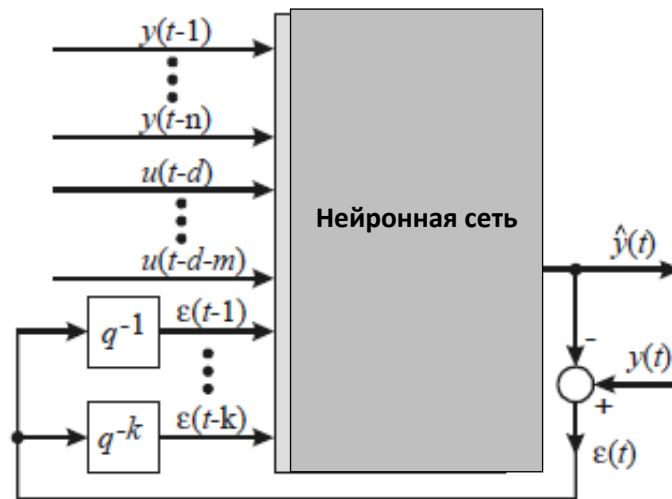 y(t-1)
y(t-n)
u(t-d)
u(t-d-m)
Нейронная сеть
ŷ(t)
q⁻¹
ε(t-1)
-
y(t)
+
q⁻ᵏ
ε(t-k)
ε(t)